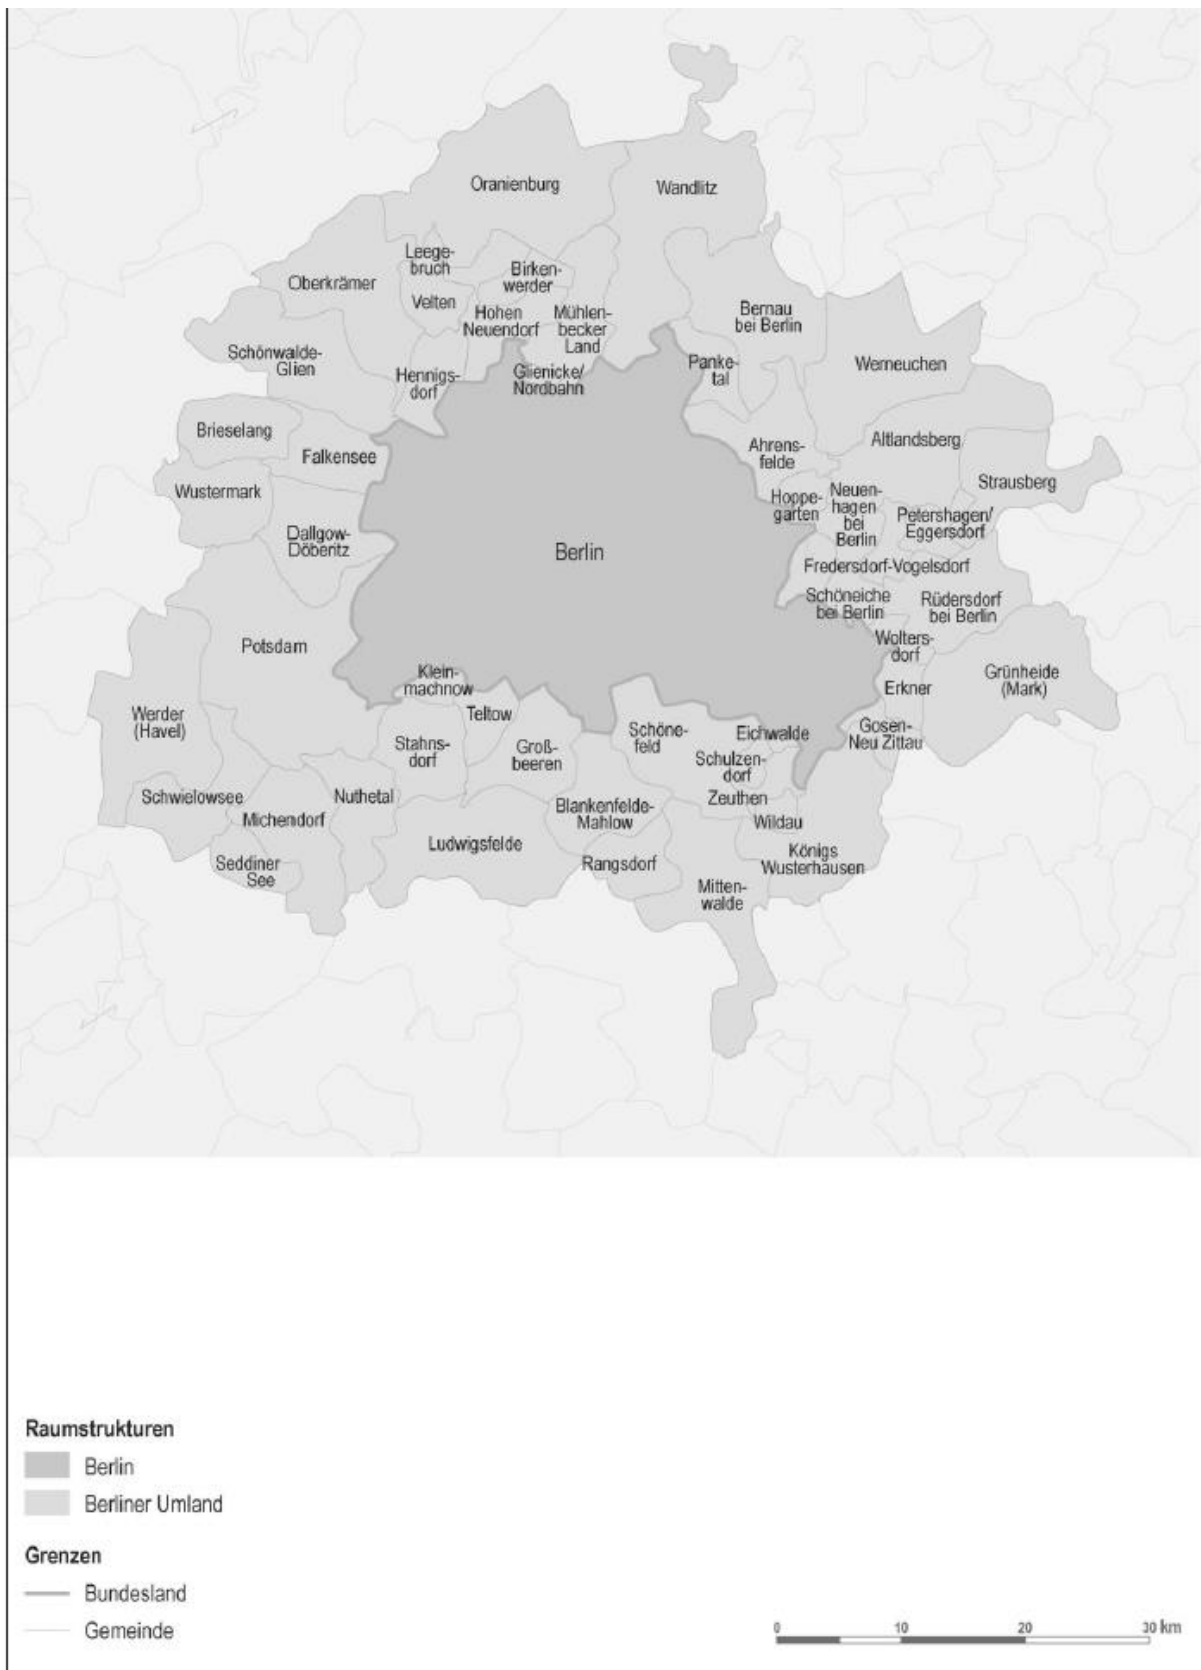 Oranienburg
Wandlitz
Leege-
bruch
Birken-
werder
Oberkrämer
Velten
Hohen
Neuendorf
Mühlen-
becker
Land
Bernau
bei Berlin
Schönwalde-
Glien
Hennigs-
dorf
Glienicke/
Nordbahn
Panke-
tal
Werneuchen
Brieselang
Falkensee
Ahrens-
felde
Altlandsberg
Wustermark
Strausberg
Hoppe-
garten
Neuen-
hagen
bei
Berlin
Petershagen/
Eggersdorf
Dallgow-
Döberitz
Berlin
Fredersdorf-Vogelsdorf
Schöneiche
bei Berlin
Rüdersdorf
bei Berlin
Potsdam
Wolters-
dorf
Klein-
machnow
Erkner
Grünheide
(Mark)
Werder
(Havel)
Teltow
Stahns-
dorf
Groß-
beeren
Schöne-
feld
Eichwalde
Gosen-
Neu Zittau
Schulzen-
dorf
Schwielowsee
Nuthetal
Zeuthen
Michendorf
Blankenfelde-
Mahlow
Wildau
Ludwigsfelde
Seddiner
See
Rangsdorf
Königs
Wusterhausen
Mitten-
walde
Raumstrukturen
Berlin
Berliner Umland
Grenzen
Bundesland
Gemeinde
0 10 20 30 km